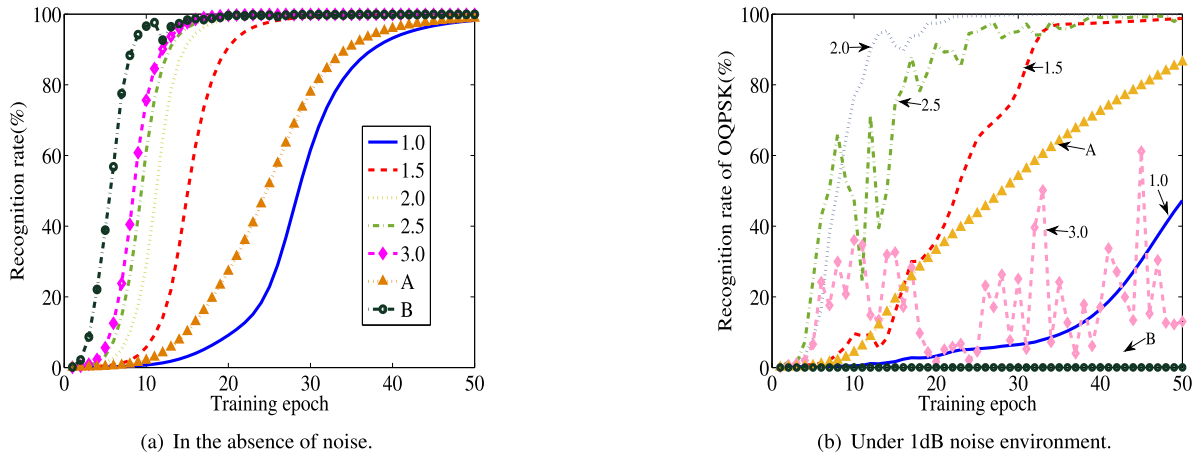 100
80
60
40
20
0
Recognition rate(%)
1.0
1.5
2.0
2.5
3.0
A
B
0 10 20 30 40 50
Training epoch
(a) In the absence of noise.
100
80
60
40
20
0
Recognition rate of OQPSK(%)
2.0
1.5
2.5
A
1.0
3.0
B
0 10 20 30 40 50
Training epoch
(b) Under 1dB noise environment.